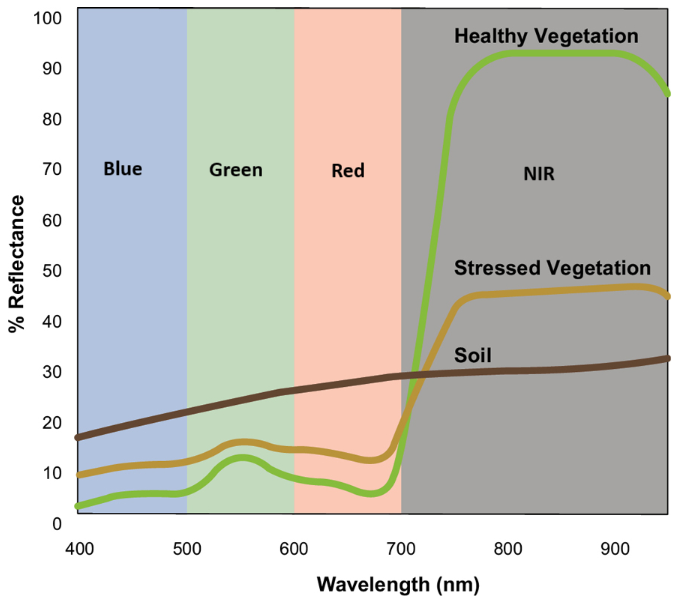 100
Healthy Vegetation
90
80
70
Blue
Green
Red
NIR
60
50
Stressed Vegetation
40
Soil
30
20
10
0
% Reflectance
400
500
600
700
800
900
Wavelength (nm)